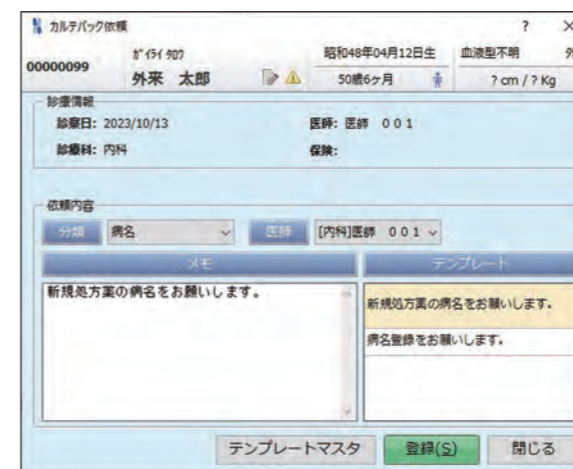 カルテバック依頼 ? ×
00000099
ｶﾞｲﾗｲ ﾀﾛｳ
外来 太郎
昭和48年04月12日生 血液型不明
50歳6ヶ月 ? cm / ? Kg
診療情報
診察日: 2023/10/13 医師: 医師 ００１
診療科: 内科 保険:
依頼内容
分類 病名 医師 [内科]医師 ００１
メモ テンプレート
新規処方薬の病名をお願いします。
新規処方薬の病名をお願いします。
病名登録をお願いします。
テンプレートマスタ 登録(S) 閉じる